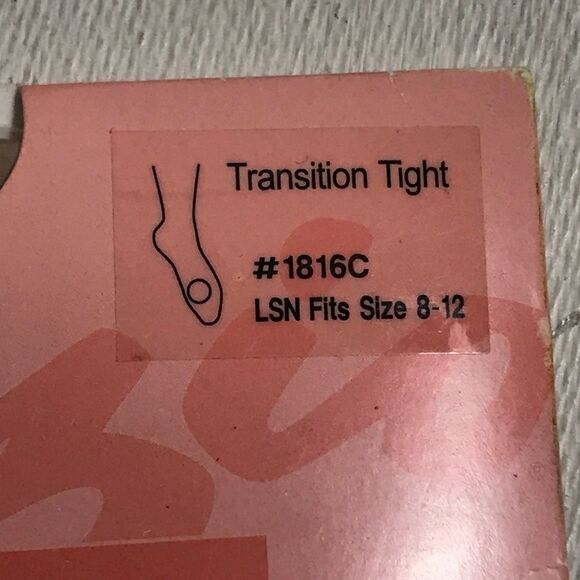 Transition Tight
#1816C
LSN Fits Size 8-12